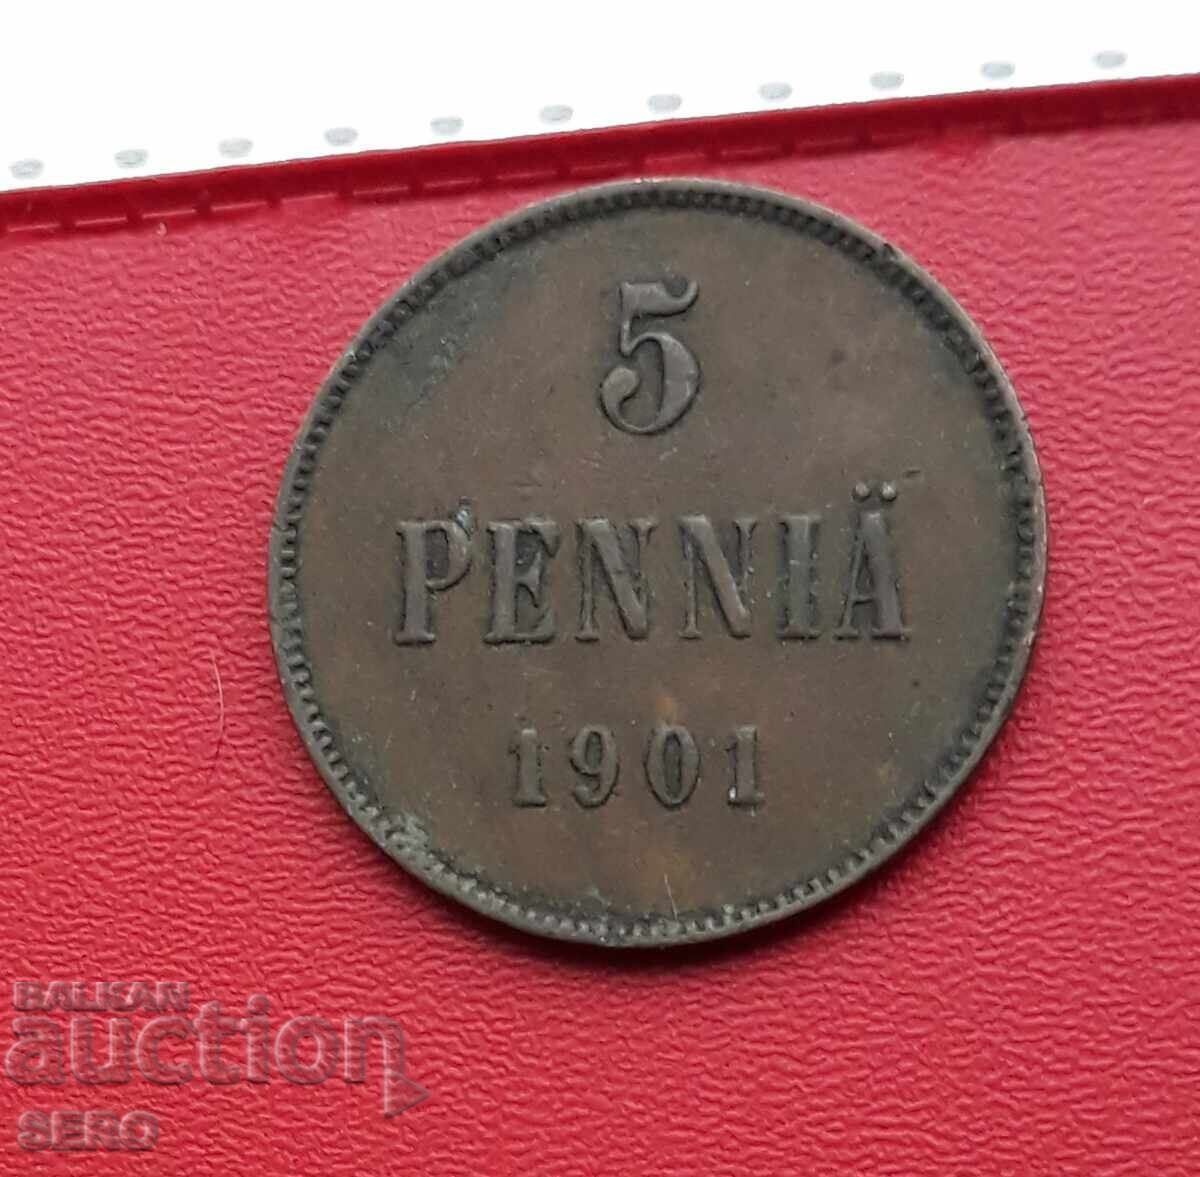 5
PENNIÄ
1901
BALKAN
auction
SERO